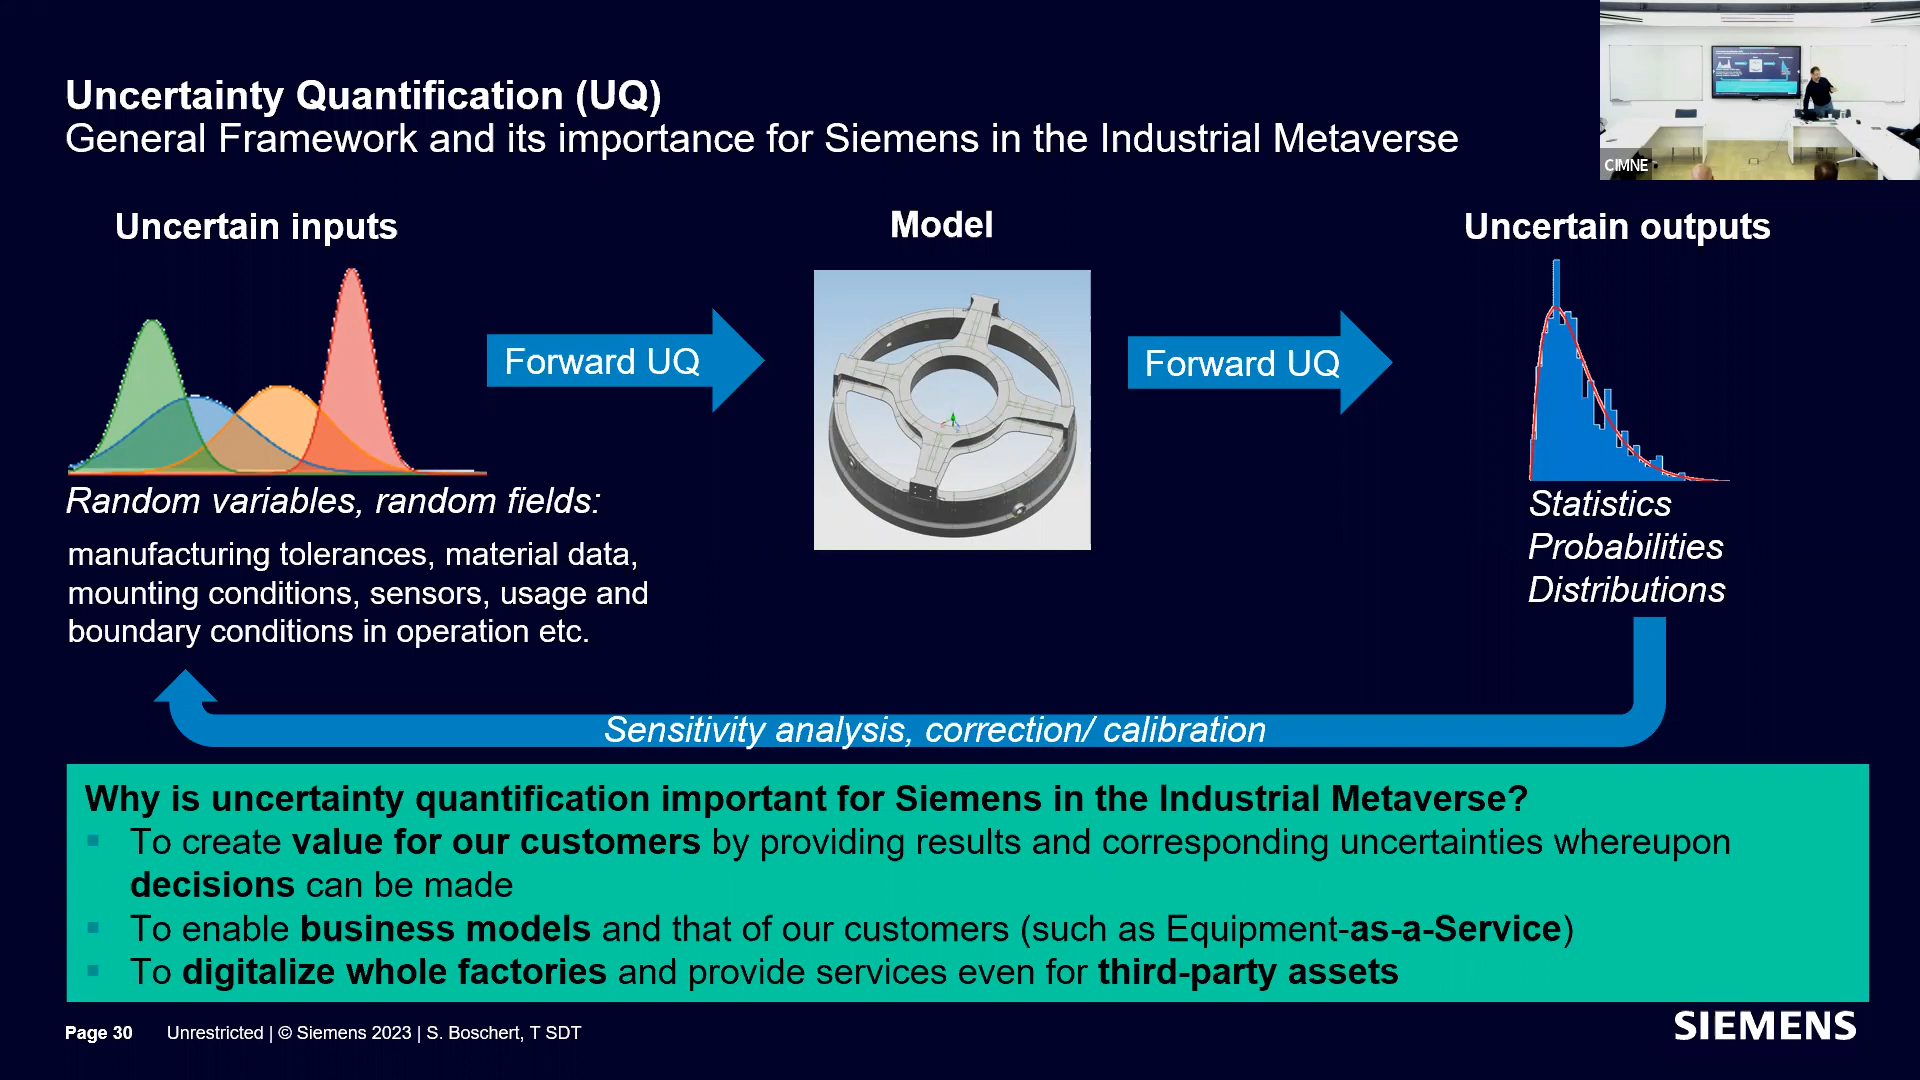 Uncertainty Quantification (UQ)
General Framework and its importance for Siemens in the Industrial Metaverse
CIMNE
Uncertain inputs
Model
Uncertain outputs
Forward UQ
Forward UQ
Random variables, random fields:
manufacturing tolerances, material data,
mounting conditions, sensors, usage and
boundary conditions in operation etc.
Statistics
Probabilities
Distributions
Sensitivity analysis, correction/ calibration
Why is uncertainty quantification important for Siemens in the Industrial Metaverse?
To create value for our customers by providing results and corresponding uncertainties whereupon
decisions can be made
To enable business models and that of our customers (such as Equipment-as-a-Service)
To digitalize whole factories and provide services even for third-party assets
Page 30 Unrestricted | © Siemens 2023 | S. Boschert, T SDT
SIEMENS